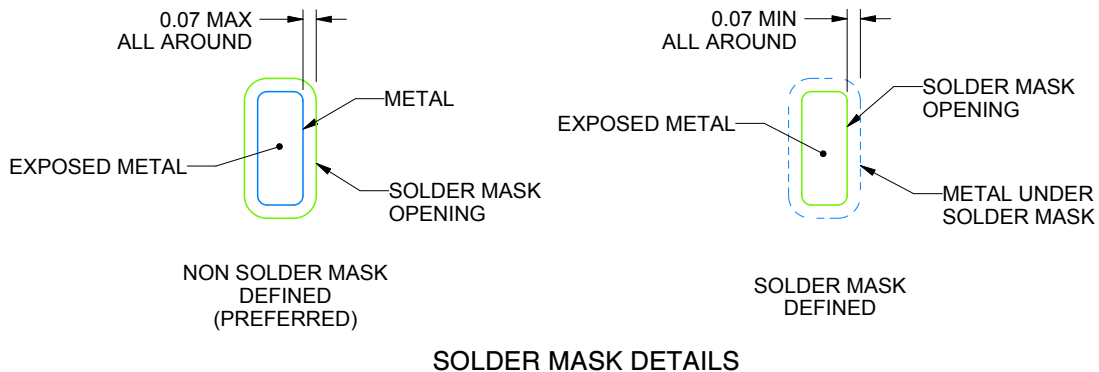 0.07 MAX
ALL AROUND
METAL
EXPOSED METAL
SOLDER MASK
OPENING
NON SOLDER MASK
DEFINED
(PREFERRED)
0.07 MIN
ALL AROUND
SOLDER MASK
OPENING
EXPOSED METAL
METAL UNDER
SOLDER MASK
SOLDER MASK
DEFINED
SOLDER MASK DETAILS